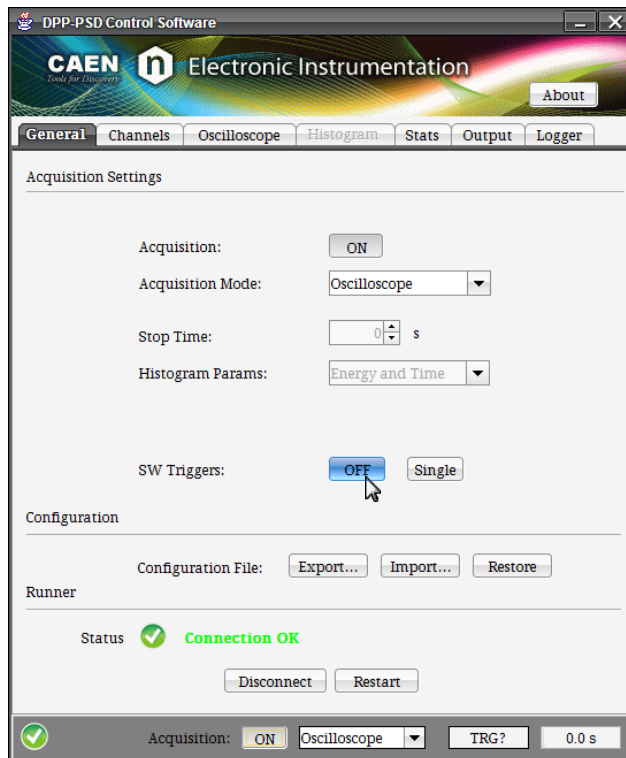 DPP-PSD Control Software
CAEN n Electronic Instrumentation
Tools for Discovery
About
General Channels Oscilloscope Histogram Stats Output Logger
Acquisition Settings
Acquisition: ON
Acquisition Mode: Oscilloscope
Stop Time: 0 s
Histogram Params: Energy and Time
SW Triggers: OFF Single
Configuration
Configuration File: Export... Import... Restore
Runner
Status Connection OK
Disconnect Restart
Acquisition: ON Oscilloscope TRG? 0.0 s